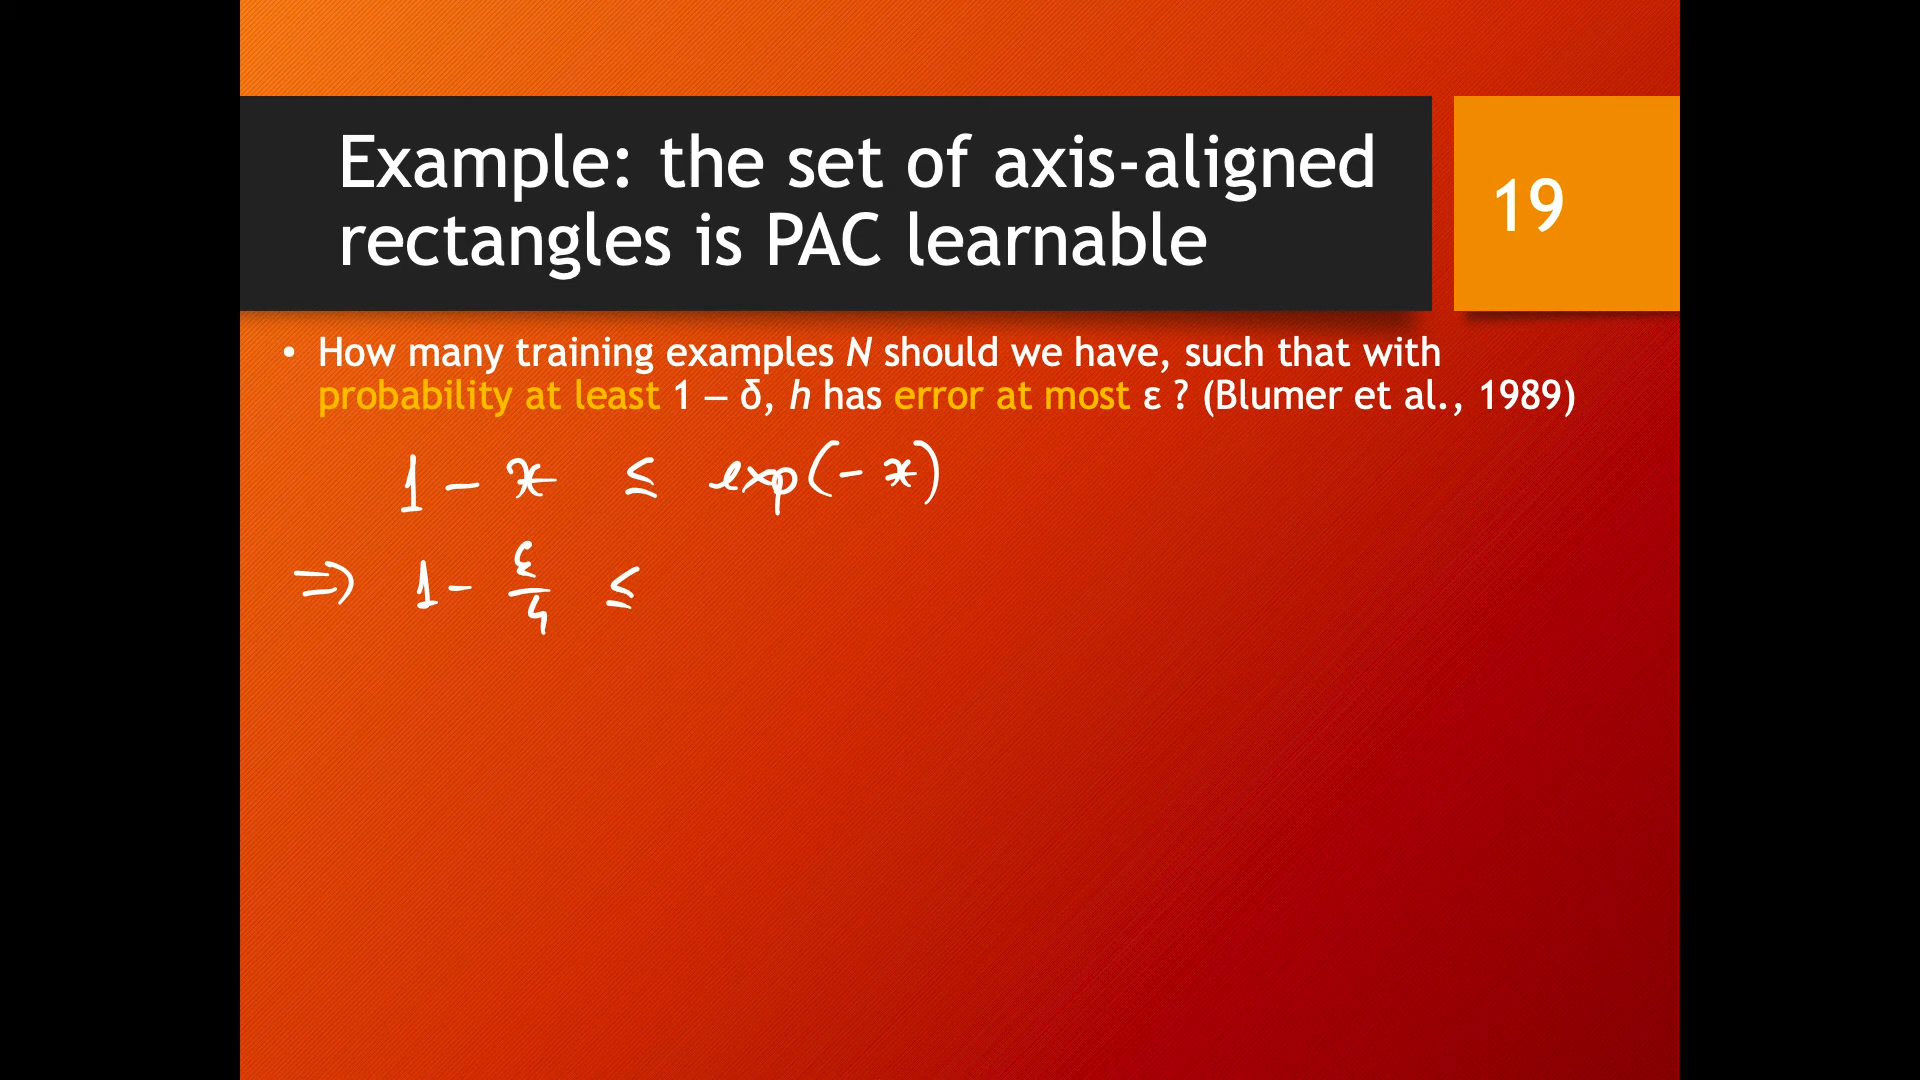 Example: the set of axis-aligned
rectangles is PAC learnable
19
• How many training examples N should we have, such that with
probability at least 1 – δ, h has error at most ε ? (Blumer et al., 1989)
1 - x ≤ exp(- x)
⇒ 1 - ε/4 ≤